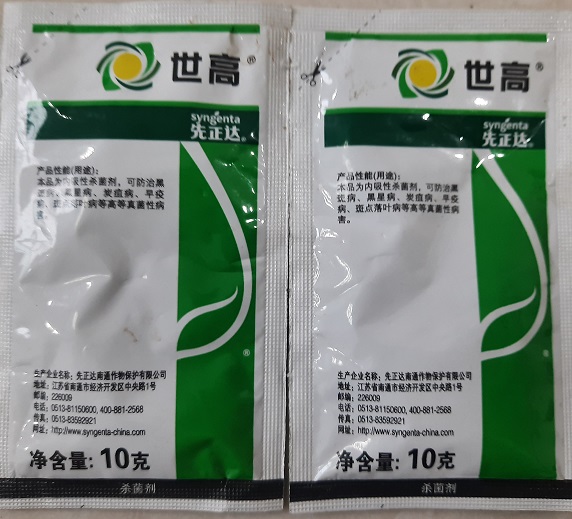 世高®
syngenta
先正达®
产品性能(用途):
本品为内吸性杀菌剂，可防治黑
斑病、黑星病、炭疽病、早疫
病、斑点落叶病等高等真菌性病
害。
®
生产企业名称：先正达南通作物保护有限公司
地址：江苏省南通市经济开发区中央路1号
邮编：226009
电话：0513-81150600, 400-881-2568
传真：0513-83592921
网址：http://www.syngenta-china.com
净含量：10克
杀菌剂
世高®
syngenta
先正达®
产品性能(用途):
本品为内吸性杀菌剂，可防治黑
斑病、黑星病、炭疽病、早疫
病、斑点落叶病等高等真菌性病
害。
®
生产企业名称：先正达南通作物保护有限公司
地址：江苏省南通市经济开发区中央路1号
邮编：226009
电话：0513-81150600, 400-881-2568
传真：0513-83592921
网址：http://www.syngenta-china.com
净含量：10克
杀菌剂